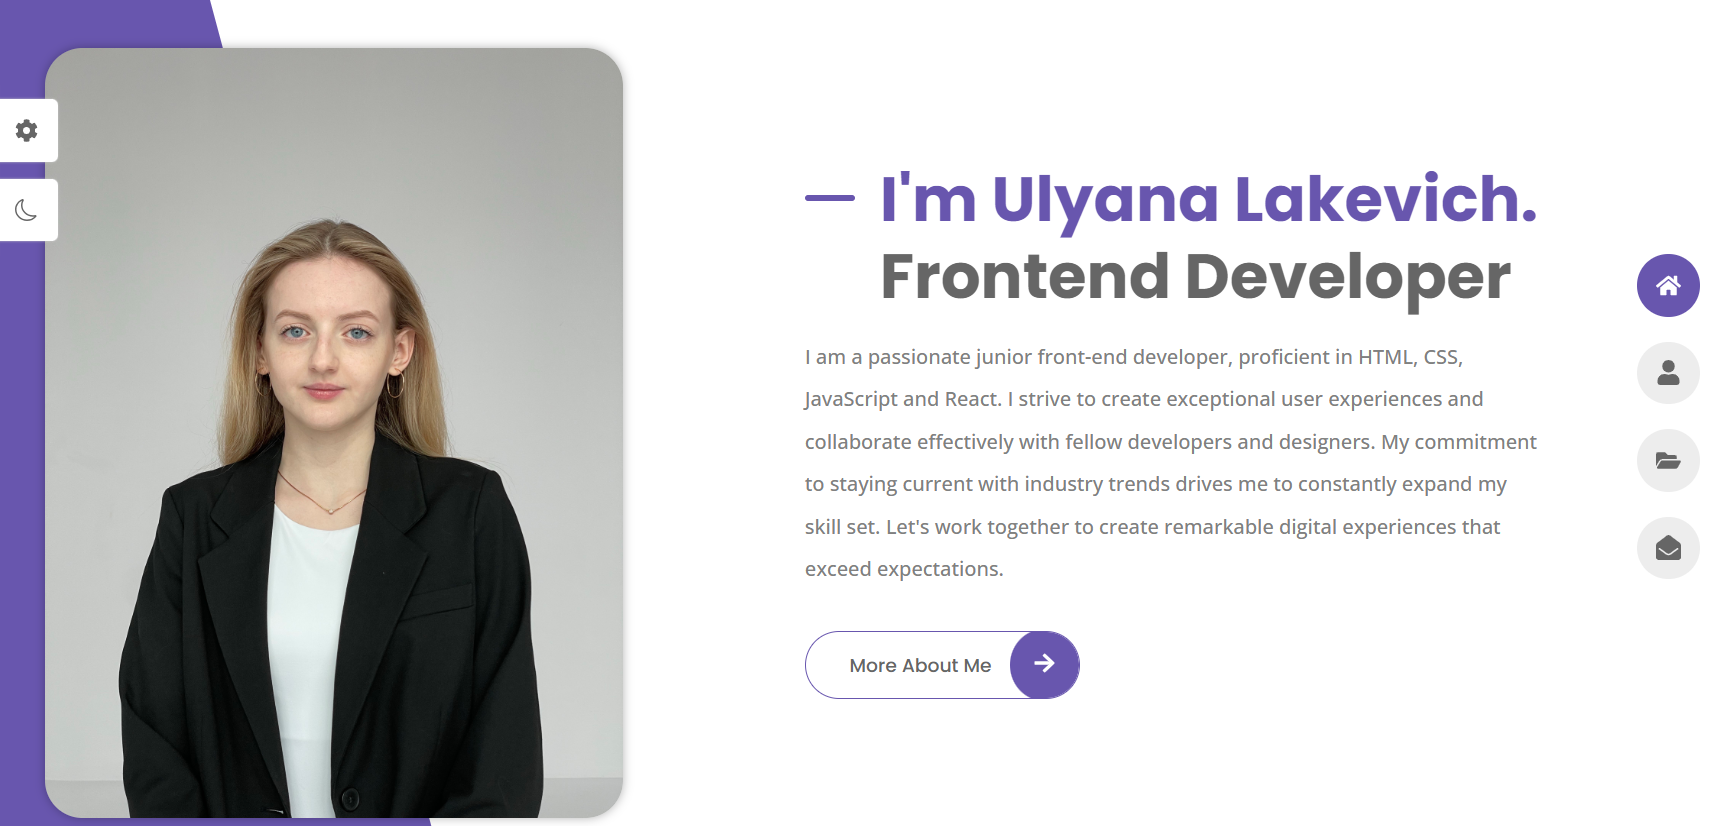 I'm Ulyana Lakevich.
Frontend Developer
I am a passionate junior front-end developer, proficient in HTML, CSS,
JavaScript and React. I strive to create exceptional user experiences and
collaborate effectively with fellow developers and designers. My commitment
to staying current with industry trends drives me to constantly expand my
skill set. Let's work together to create remarkable digital experiences that
exceed expectations.
More About Me